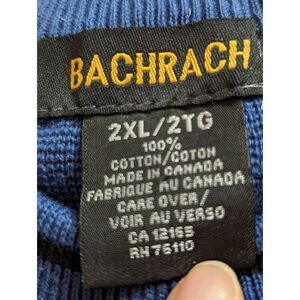 BACHRACH
2XL/2TG
100%
COTTON/COTON
MADE IN CANADA
FABRIQUE AU CANADA
CARE OVER/
VOIR AU VERSO
CA 12165
RN 76110